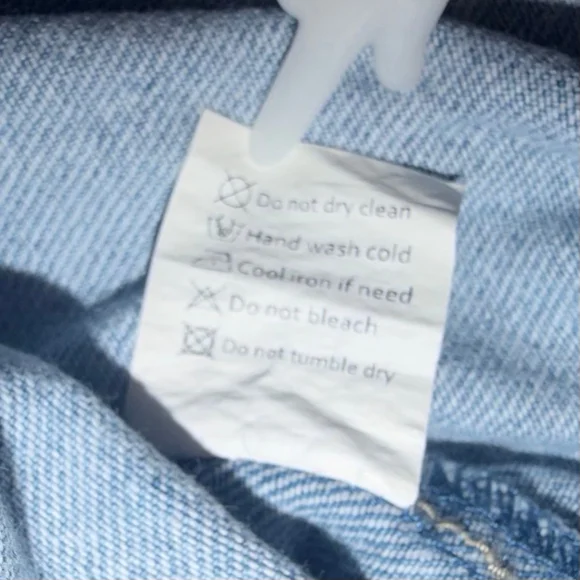 Do not dry clean
Hand wash cold
Cool iron if need
Do not bleach
Do not tumble dry